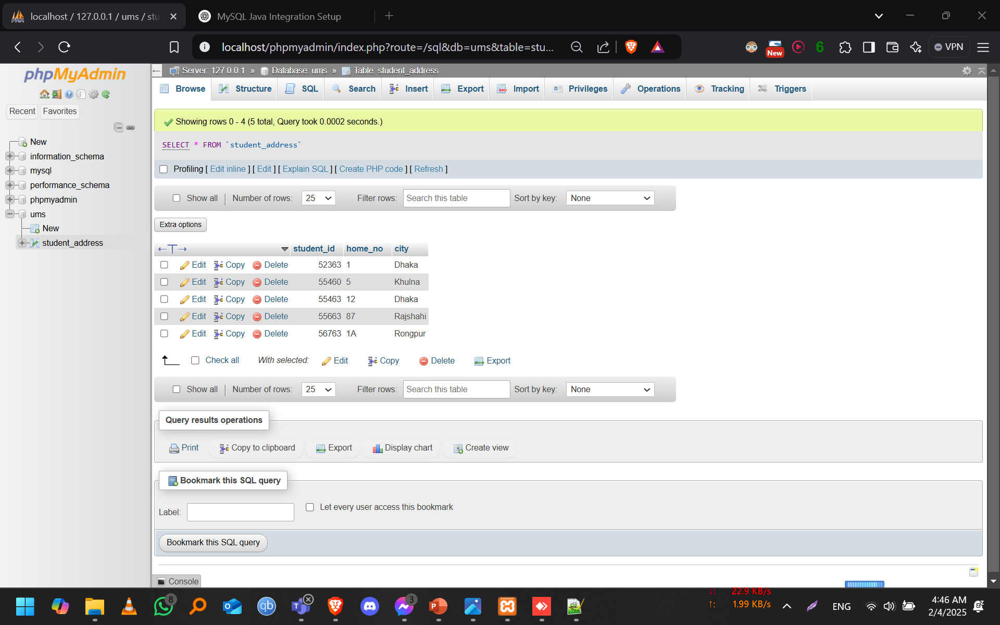 localhost / 127.0.0.1 / ums / stu
MySQL Java Integration Setup
localhost/phpmyadmin/index.php?route=/sql&db=ums&table=stu...
New
6
VPN
phpMyAdmin
Server: 127.0.0.1 » Database: ums » Table: student_address
Browse Structure SQL Search Insert Export Import Privileges Operations Tracking Triggers
Recent Favorites
New
information_schema
mysql
performance_schema
phpmyadmin
ums
New
student_address
Showing rows 0 - 4 (5 total, Query took 0.0002 seconds.)
SELECT * FROM `student_address`
Profiling [ Edit inline ] [ Edit ] [ Explain SQL ] [ Create PHP code ] [ Refresh ]
Show all | Number of rows: 25 Filter rows: Search this table Sort by key: None
Extra options
←T→ student_id home_no city
Edit Copy Delete 52363 1 Dhaka
Edit Copy Delete 55460 5 Khulna
Edit Copy Delete 55463 12 Dhaka
Edit Copy Delete 55663 87 Rajshahi
Edit Copy Delete 56763 1A Rongpur
Check all With selected: Edit Copy Delete Export
Show all | Number of rows: 25 Filter rows: Search this table Sort by key: None
Query results operations
Print Copy to clipboard Export Display chart Create view
Bookmark this SQL query
Label: Let every user access this bookmark
Bookmark this SQL query
Console
8
qb
3
↓: 22.9 KB/s
↑: 1.99 KB/s
ENG
4:46 AM
2/4/2025